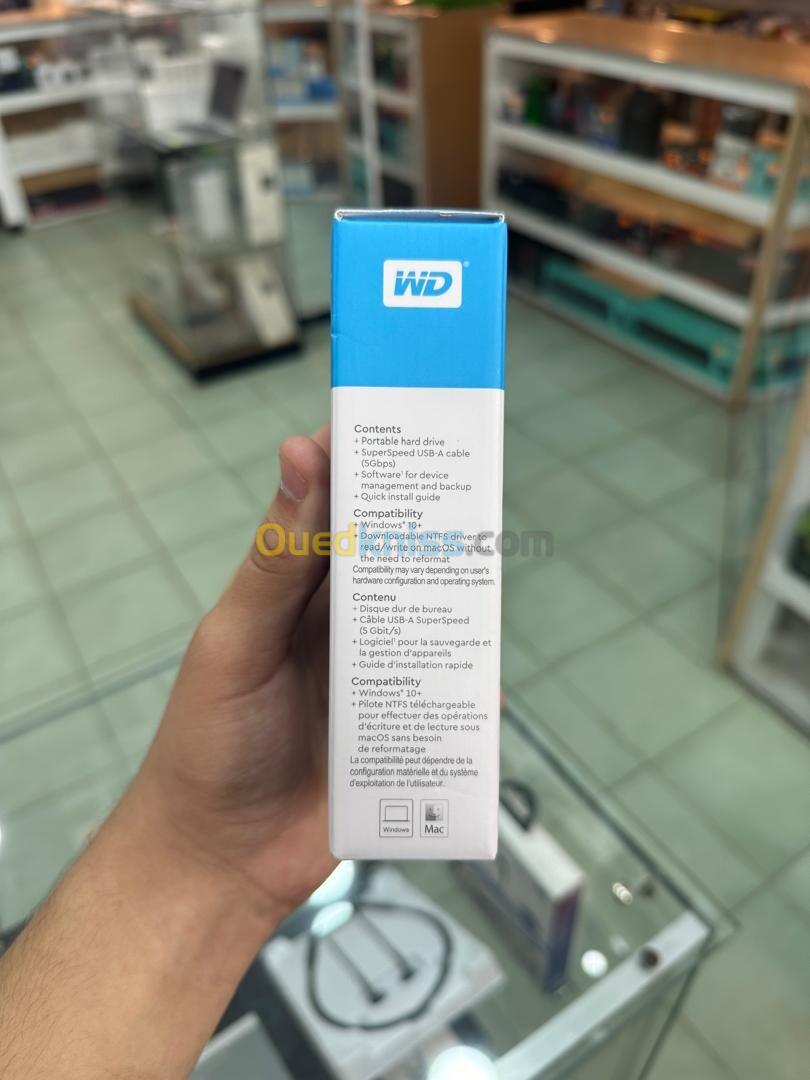 WD®
Contents
+ Portable hard drive
+ SuperSpeed USB-A cable
(5Gbps)
+ Software¹ for device
management and backup
+ Quick install guide
Compatibility
+ Windows® 10+
+ Downloadable NTFS driver to
read/write on macOS without
the need to reformat
Compatibility may vary depending on user's
hardware configuration and operating system.
Ouedkniss.com
Contenu
+ Disque dur de bureau
+ Câble USB-A SuperSpeed
(5 Gbit/s)
+ Logiciel¹ pour la sauvegarde et
la gestion d'appareils
+ Guide d'installation rapide
Compatibility
+ Windows® 10+
+ Pilote NTFS téléchargeable
pour effectuer des opérations
d'écriture et de lecture sous
macOS sans besoin
de reformatage
La compatibilité peut dépendre de la
configuration matérielle et du système
d'exploitation de l'utilisateur.
Windows
Mac